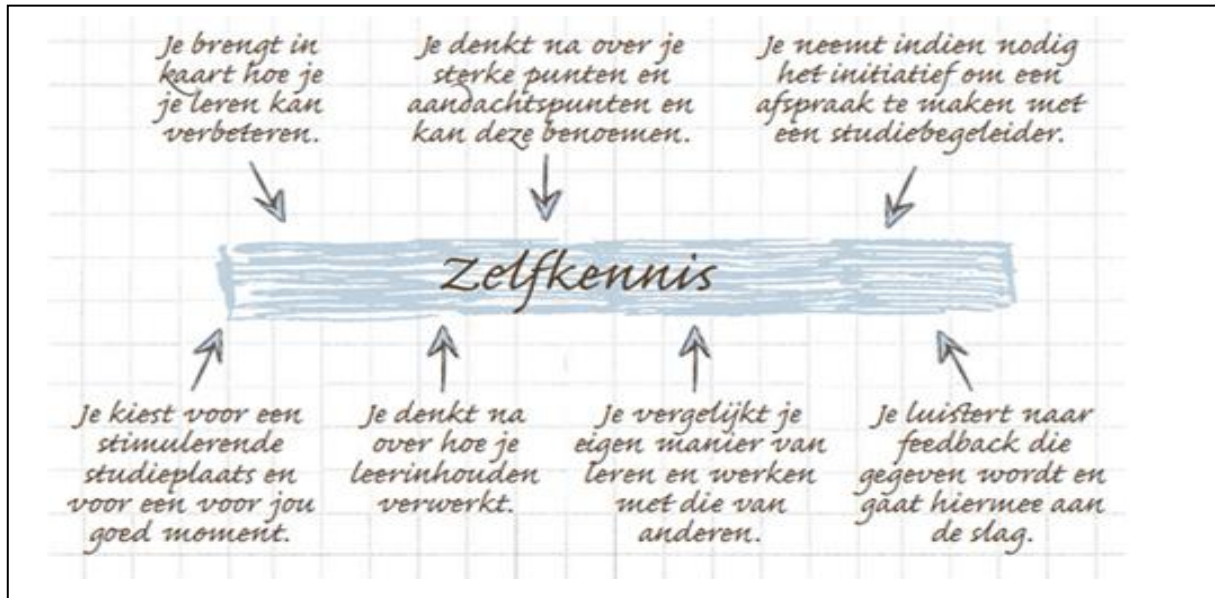 Je brengt in
kaart hoe je
je leren kan
verbeteren.
Je denkt na over je
sterke punten en
aandachtspunten en
kan deze benoemen.
Je neemt indien nodig
het initiatief om een
afspraak te maken met
een studiebegeleider.
Zelfkennis
Je kiest voor een
stimulerende
studieplaats en
voor een voor jou
goed moment.
Je denkt na
over hoe je
leerinhouden
verwerkt.
Je vergelijkt je
eigen manier van
leren en werken
met die van
anderen.
Je luistert naar
feedback die
gegeven wordt en
gaat hiermee aan
de slag.